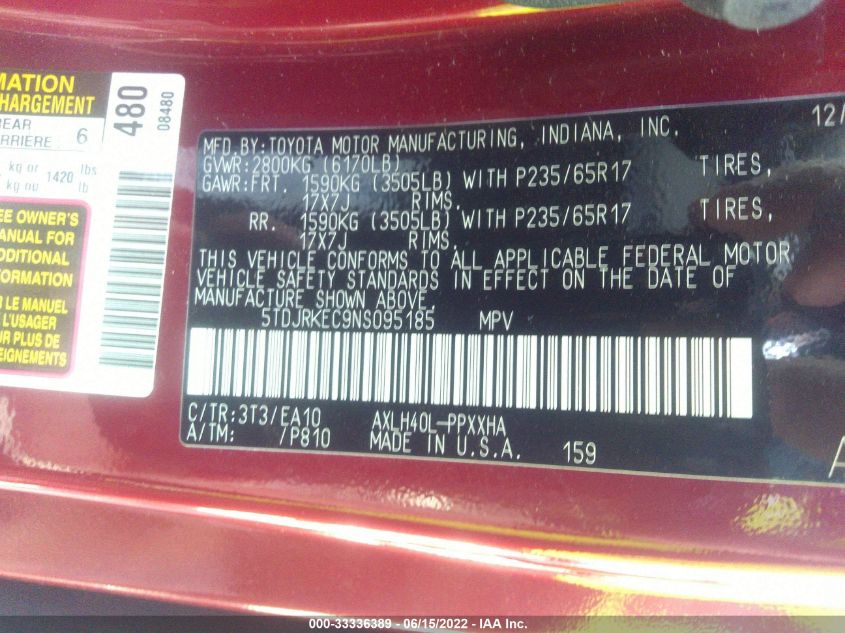 MATION
HARGEMENT
REAR 6
RRIERE
kg or 1420 lbs
kg ou lb
EE OWNER'S
ANUAL FOR
DDITIONAL
FORMATION
LE MANUEL
L'USAGER
PLUS DE
EIGNEMENTS
480
08480
12/
MFD. BY: TOYOTA MOTOR MANUFACTURING, INDIANA, INC.
GVWR: 2800KG (6170LB)
GAWR: FRT. 1590KG (3505LB) WITH P235/65R17 TIRES,
17X7J RIMS.
RR. 1590KG (3505LB) WITH P235/65R17 TIRES,
17X7J RIMS.
THIS VEHICLE CONFORMS TO ALL APPLICABLE FEDERAL MOTOR
VEHICLE SAFETY STANDARDS IN EFFECT ON THE DATE OF
MANUFACTURE SHOWN ABOVE.
5TDJRKEC9NS095185 MPV
C/TR: 3T3/EA10 AXLH40L-PPXXHA
A/TM: /P810 MADE IN U.S.A. 159
000-33336389 - 06/15/2022 - IAA Inc.